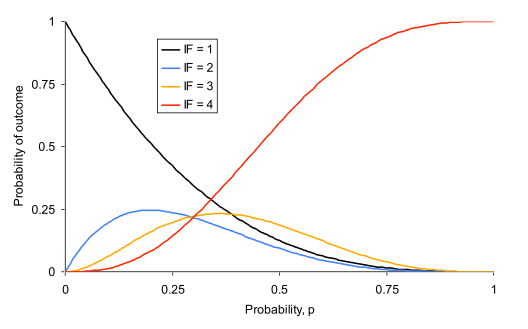 1
0.75
0.5
0.25
0
Probability of outcome
IF = 1
IF = 2
IF = 3
IF = 4
0
0.25
0.5
0.75
1
Probability, p